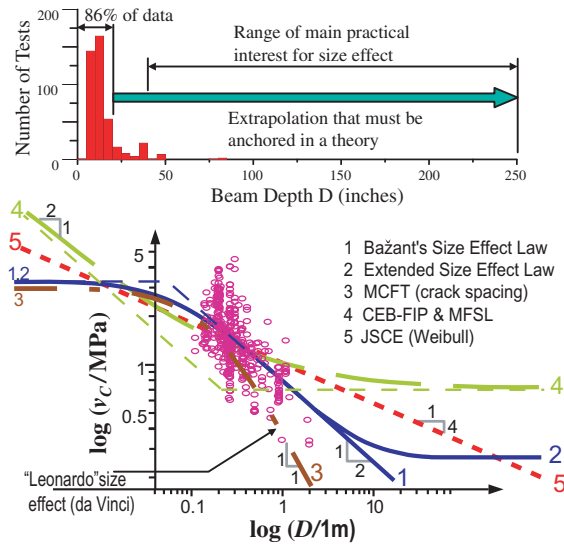 200
86% of data
Range of main practical
interest for size effect
100
Extrapolation that must be
anchored in a theory
0
0 50 100 150 200 250
Number of Tests
Beam Depth D (inches)
4
2
1
5
1,2
3
5
1
0.5
log (vC/MPa)
1 Bažant's Size Effect Law
2 Extended Size Effect Law
3 MCFT (crack spacing)
4 CEB-FIP & MFSL
5 JSCE (Weibull)
4
1
4
2
1
1
3
1
2
1
5
"Leonardo"size
effect (da Vinci)
0.1 1 10
log (D/1m)